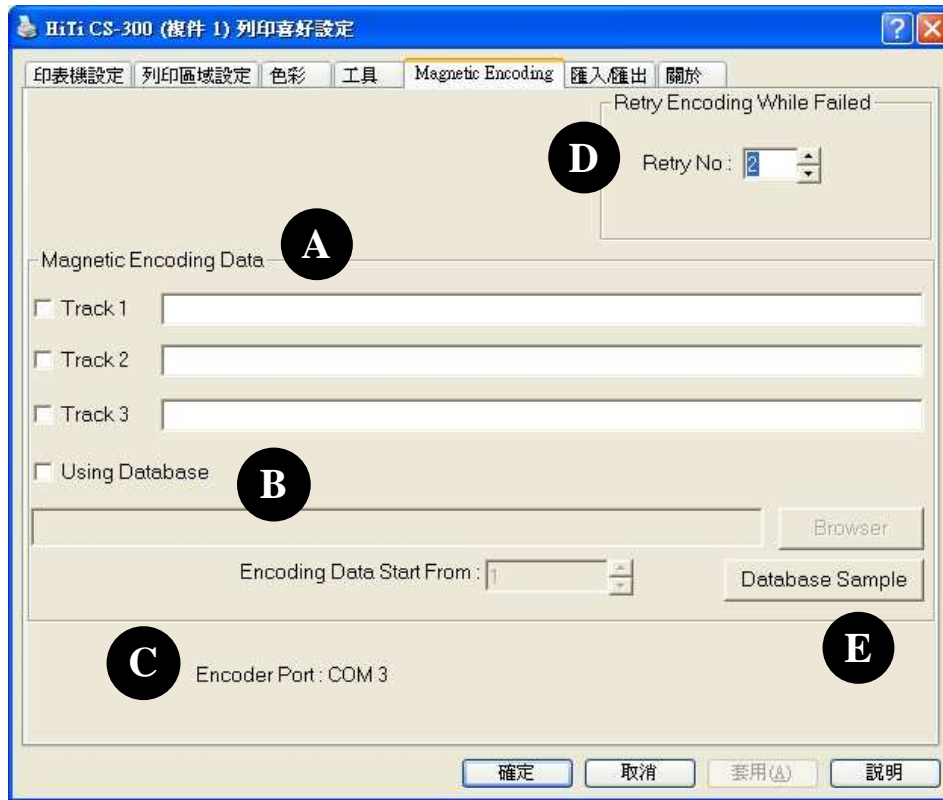 HiTi CS-300 (複件 1) 列印喜好設定
印表機設定 列印區域設定 色彩 工具 Magnetic Encoding 匯入/匯出 關於
Retry Encoding While Failed
D
Retry No : 2
A
Magnetic Encoding Data
Track 1
Track 2
Track 3
Using Database
B
Browser
Encoding Data Start From : 1
Database Sample
C
E
Encoder Port : COM 3
確定 取消 套用(A) 說明